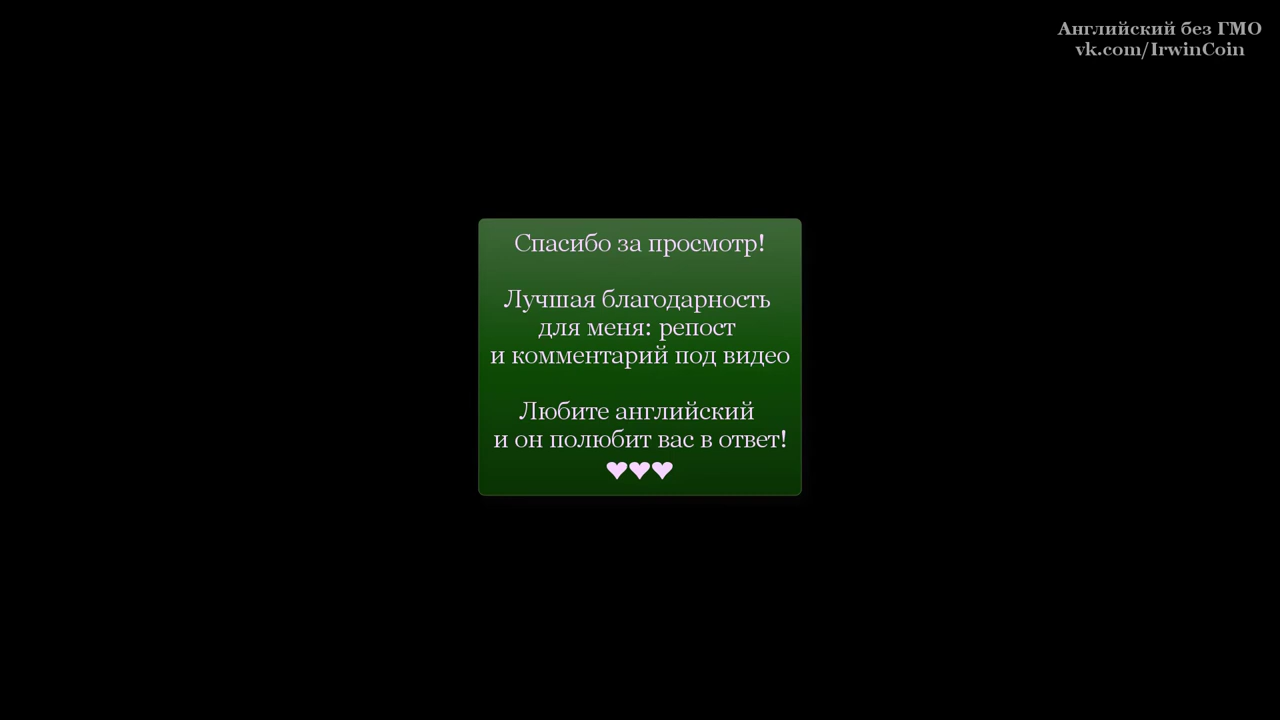 Английский без ГМО
vk.com/IrwinCoin
Спасибо за просмотр!
Лучшая благодарность
для меня: репост
и комментарий под видео
Любите английский
и он полюбит вас в ответ!
♥♥♥